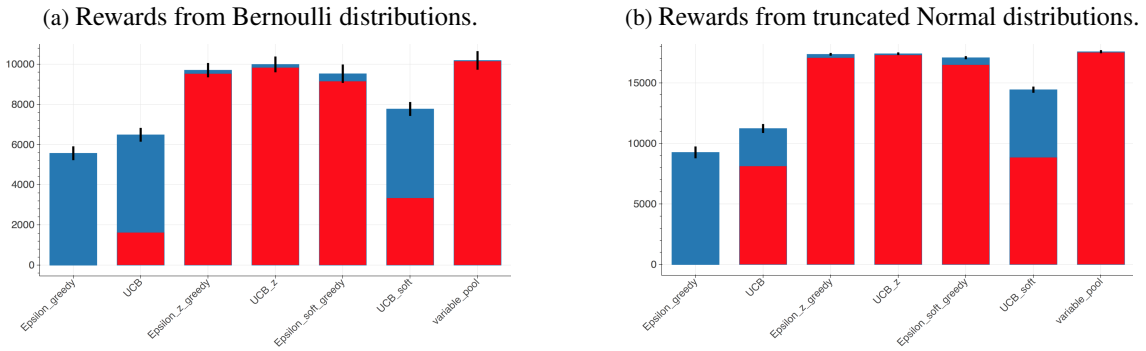 (a) Rewards from Bernoulli distributions.
10000
8000
6000
4000
2000
0
Epsilon_greedy
UCB
Epsilon_z_greedy
UCB_z
Epsilon_soft_greedy
UCB_soft
variable_pool
(b) Rewards from truncated Normal distributions.
15000
10000
5000
0
Epsilon_greedy
UCB
Epsilon_z_greedy
UCB_z
Epsilon_soft_greedy
UCB_soft
variable_pool